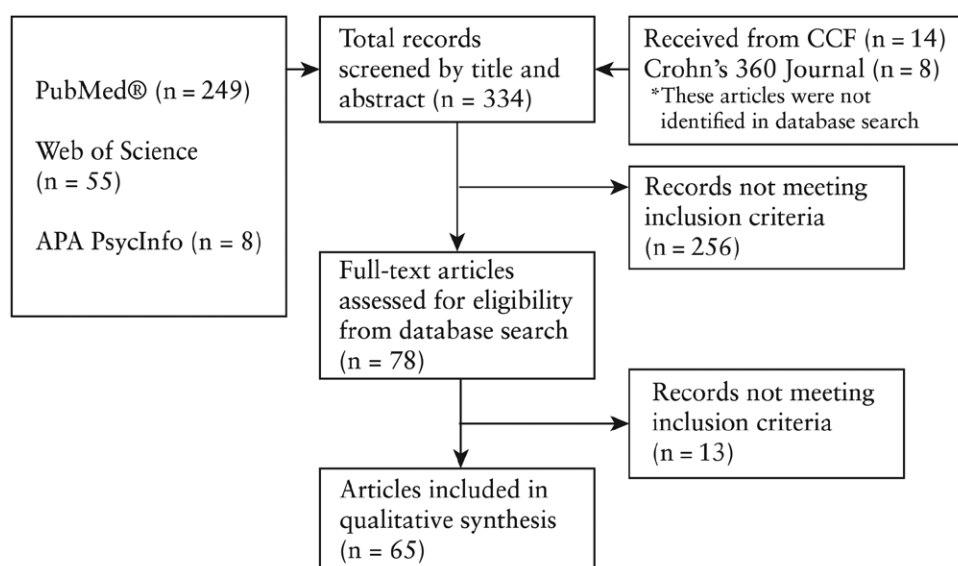 PubMed® (n = 249)
Web of Science
(n = 55)
APA PsycInfo (n = 8)
Total records
screened by title and
abstract (n = 334)
Received from CCF (n = 14)
Crohn's 360 Journal (n = 8)
*These articles were not
identified in database search
Records not meeting
inclusion criteria
(n = 256)
Full-text articles
assessed for eligibility
from database search
(n = 78)
Records not meeting
inclusion criteria
(n = 13)
Articles included in
qualitative synthesis
(n = 65)